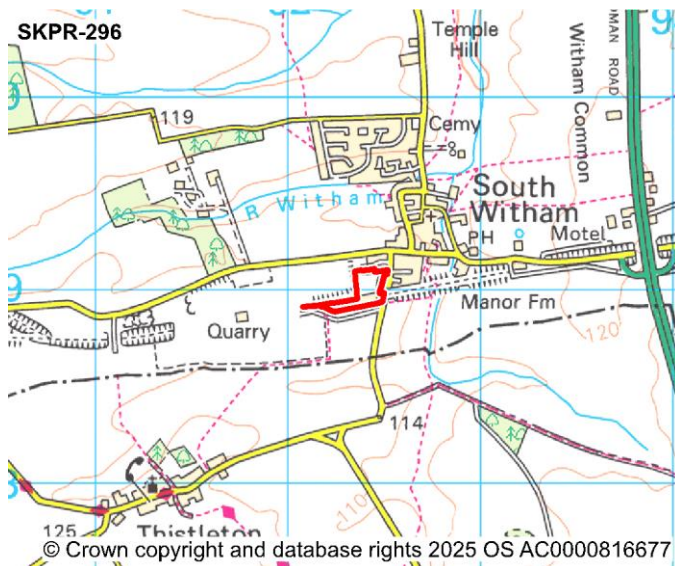 SKPR-296
Temple
Hill
ROMAN ROAD
Witham Common
119
Cemy
R Witham
South
Witham
PH
Motel
Manor Fm
Quarry
120
114
110
125
Thistleton
© Crown copyright and database rights 2025 OS AC0000816677